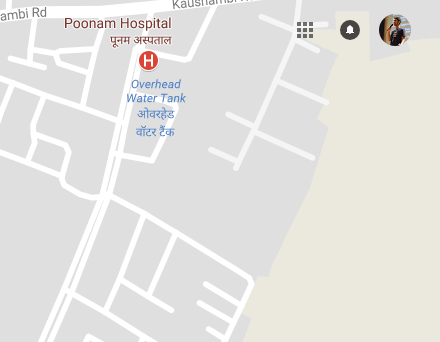 Poonam Hospital
पूनम अस्पताल
H
Overhead
Water Tank
ओवरहेड
वॉटर टैंक
ambi Rd
Kaushambi